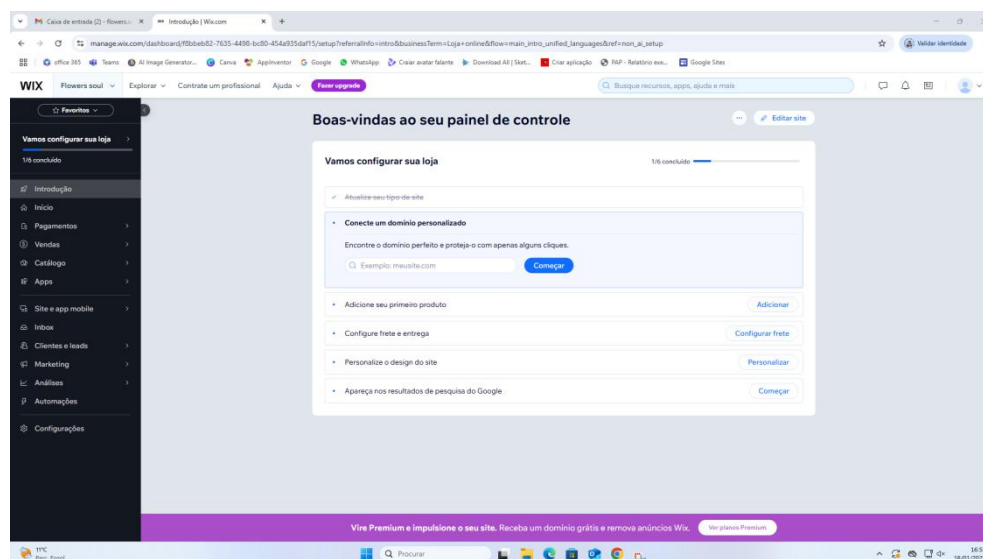 Caixa de entrada (2) - flowers.s
Introdução | Wix.com
manage.wix.com/dashboard/f8bbeb82-7635-4498-bc80-454a935daf15/setup?referralInfo=intro&businessTerm=Loja+online&flow=main_intro_unified_languages&ref=non_ai_setup
Validar identidade
office 365 Teams AI Image Generator... Canva AppInventor Google WhatsApp Craiar avatar falante Download All | Sket... Criar aplicação PAP - Relatório exe... Google Sites
WIX Flowers soul Explorar Contrate um profissional Ajuda Fazer upgrade Busque recursos, apps, ajuda e mais
Favoritos
Vamos configurar sua loja
1/6 concluído
Introdução
Início
Pagamentos
Vendas
Catálogo
Apps
Site e app mobile
Inbox
Clientes e leads
Marketing
Análises
Automações
Configurações
Boas-vindas ao seu painel de controle
Editar site
Vamos configurar sua loja 1/6 concluído
Atualize seu tipo de site
Conecte um domínio personalizado
Encontre o domínio perfeito e proteja-o com apenas alguns cliques.
Exemplo: meusite.com Começar
Adicione seu primeiro produto Adicionar
Configure frete e entrega Configurar frete
Personalize o design do site Personalizar
Apareça nos resultados de pesquisa do Google Começar
Vire Premium e impulsione o seu site. Receba um domínio grátis e remova anúncios Wix. Ver planos Premium
11°C
Procurar
16:5